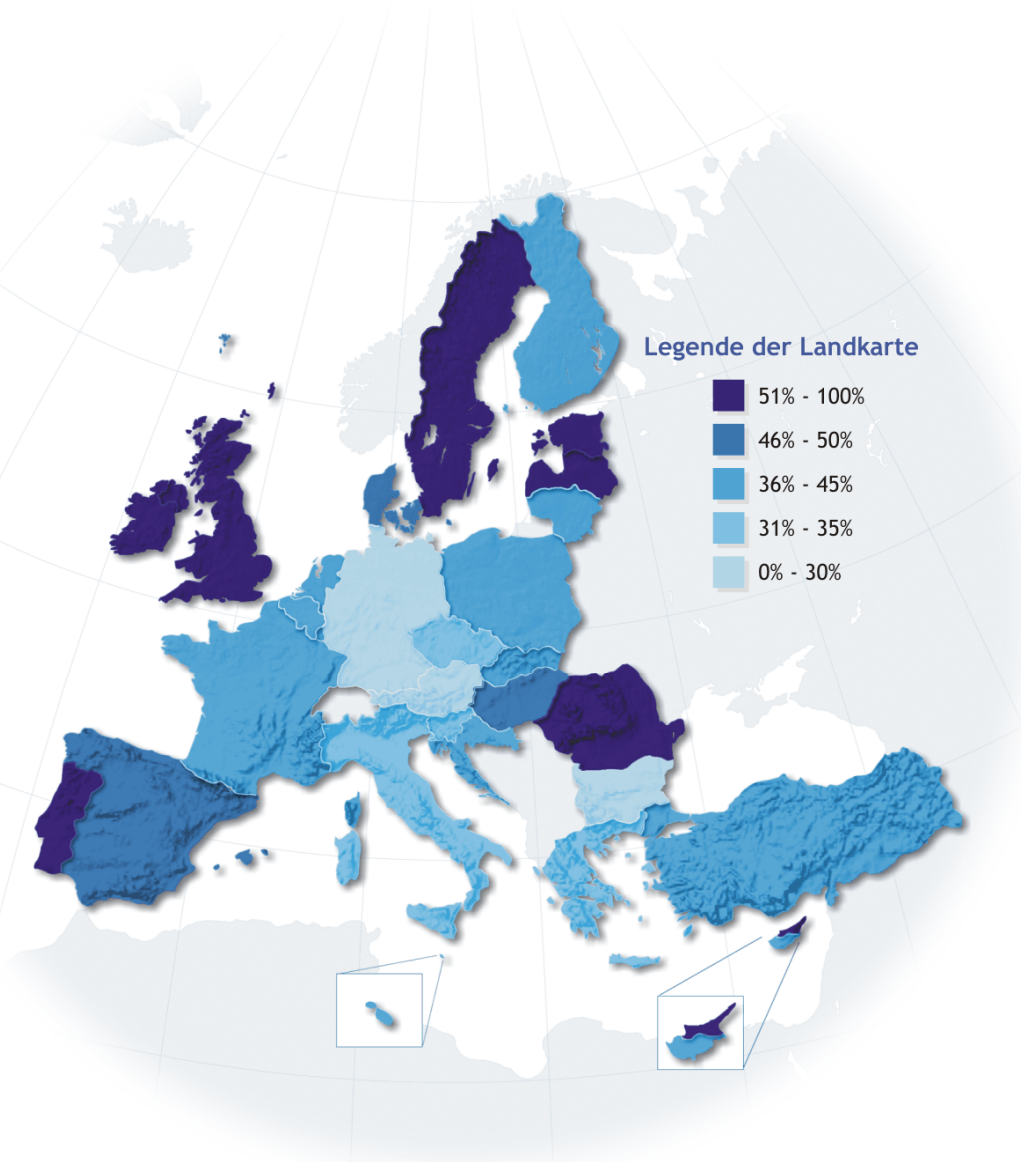 Legende der Landkarte
51% - 100%
46% - 50%
36% - 45%
31% - 35%
0% - 30%